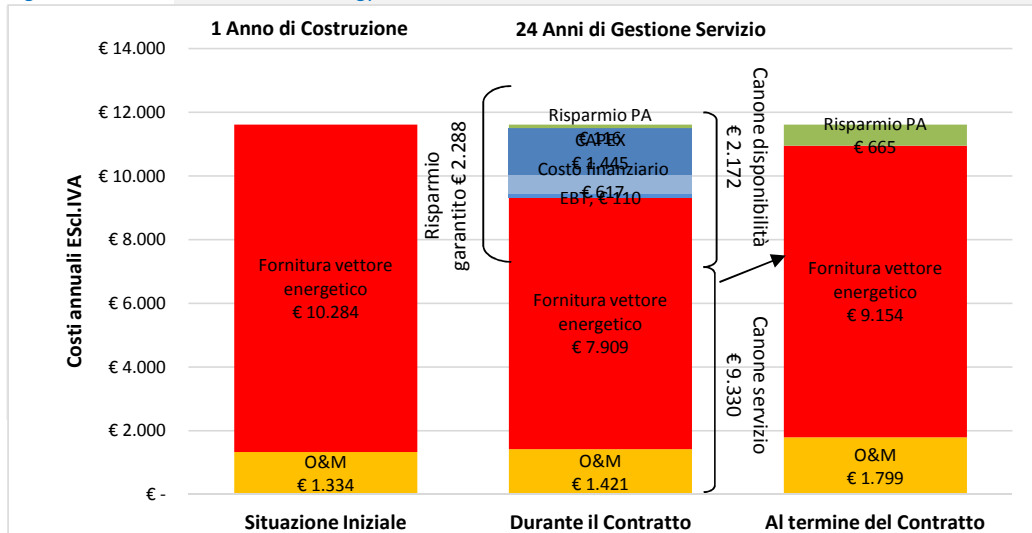 1 Anno di Costruzione
24 Anni di Gestione Servizio
Costi annuali EScl.IVA
€ 14.000
€ 12.000
€ 10.000
€ 8.000
€ 6.000
€ 4.000
€ 2.000
€ -
Fornitura vettore
energetico
€ 10.284
O&M
€ 1.334
Risparmio
garantito € 2.288
Risparmio PA
€ 116
CAPEX
€ 1.445
Costo finanziario
€ 617
EBT; € 110
Fornitura vettore
energetico
€ 7.909
O&M
€ 1.421
Canone disponibilità
€ 2.172
Canone servizio
€ 9.330
Risparmio PA
€ 665
Fornitura vettore
energetico
€ 9.154
O&M
€ 1.799
Situazione Iniziale
Durante il Contratto
Al termine del Contratto